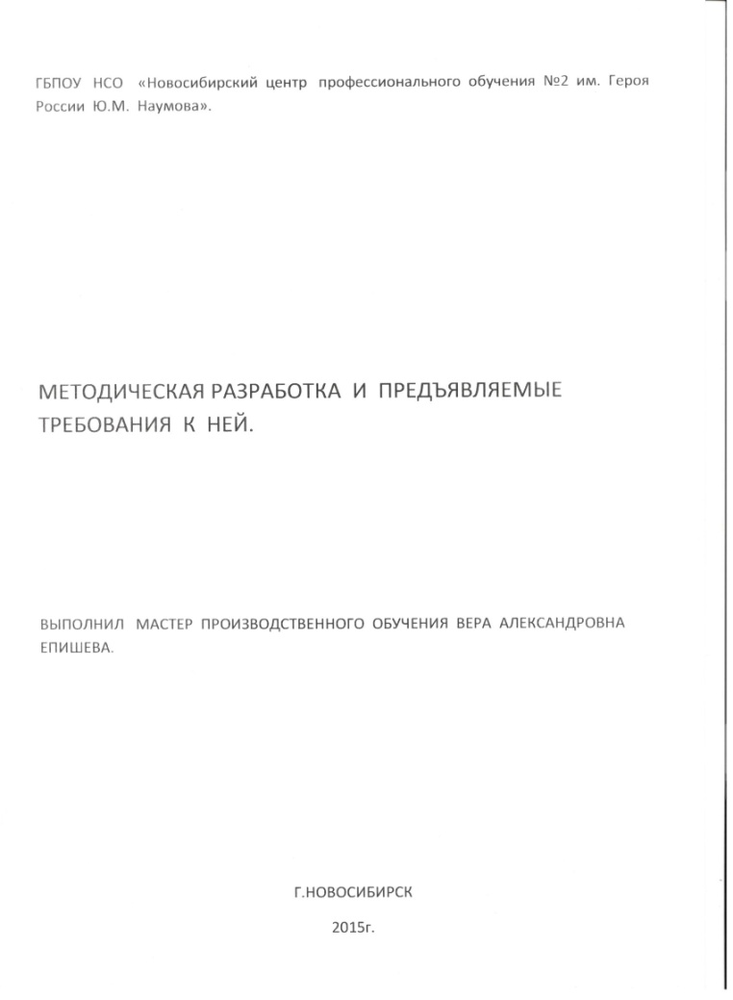 ГБПОУ НСО «Новосибирский центр профессионального обучения №2 им. Героя
России Ю.М. Наумова».
МЕТОДИЧЕСКАЯ РАЗРАБОТКА И ПРЕДЪЯВЛЯЕМЫЕ
ТРЕБОВАНИЯ К НЕЙ.
ВЫПОЛНИЛ МАСТЕР ПРОИЗВОДСТВЕННОГО ОБУЧЕНИЯ ВЕРА АЛЕКСАНДРОВНА
ЕПИШЕВА.
Г.НОВОСИБИРСК
2015г.